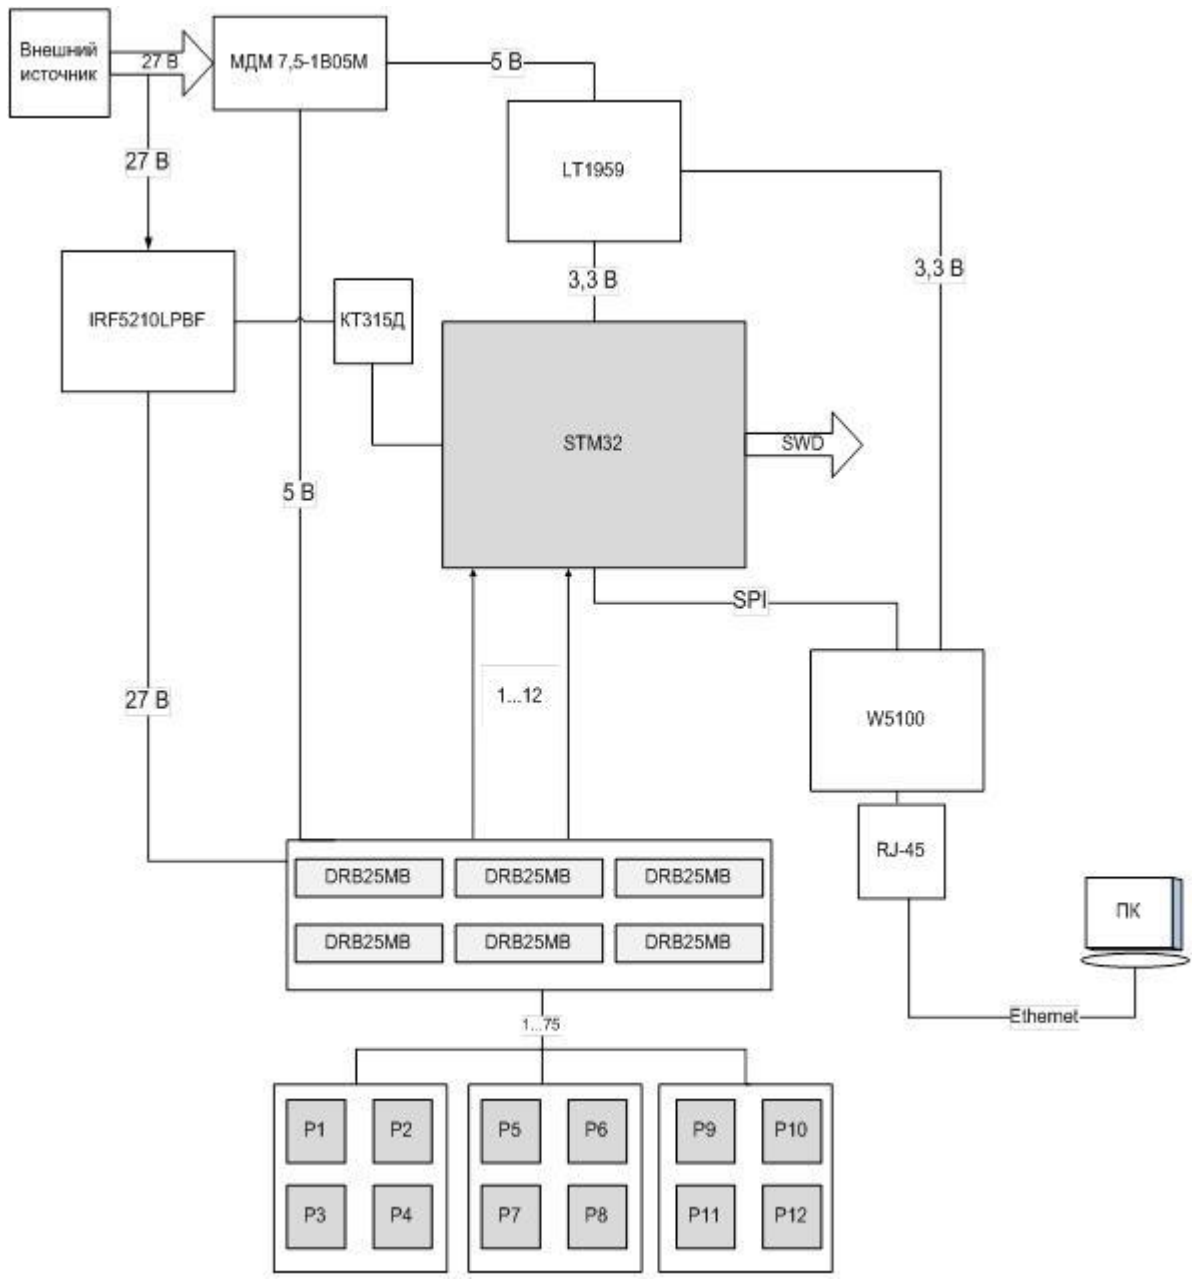 Внешний
источник
27 В
МДМ 7,5-1В05М
5 В
27 В
LT1959
3,3 В
3,3 В
IRF5210LPBF
КТ315Д
STM32
SWD
5 В
SPI
27 В
1...12
W5100
RJ-45
DRB25MB
DRB25MB
DRB25MB
DRB25MB
DRB25MB
DRB25MB
ПК
Ethernet
1...75
P1
P2
P5
P6
P9
P10
P3
P4
P7
P8
P11
P12